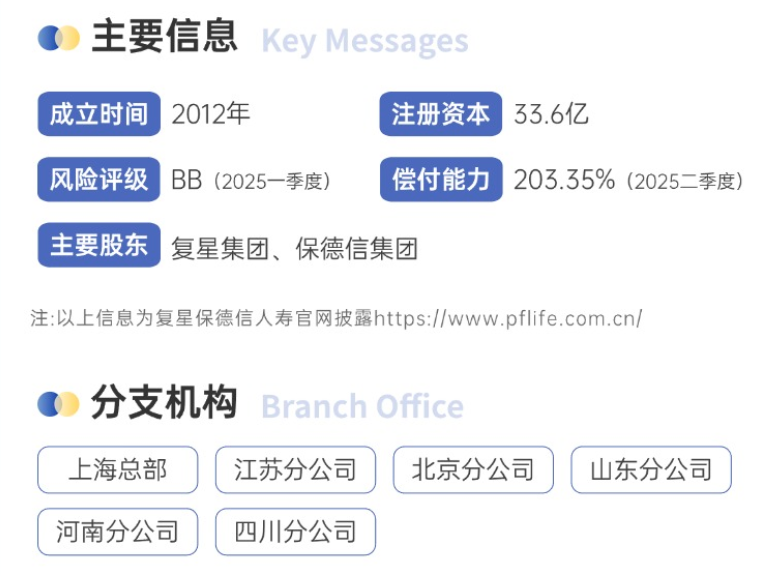 主要信息 Key Messages
成立时间 2012年 注册资本 33.6亿
风险评级 BB（2025一季度） 偿付能力 203.35%（2025二季度）
主要股东 复星集团、保德信集团
注:以上信息为复星保德信人寿官网披露https://www.pflife.com.cn/
分支机构 Branch Office
上海总部 江苏分公司 北京分公司 山东分公司
河南分公司 四川分公司